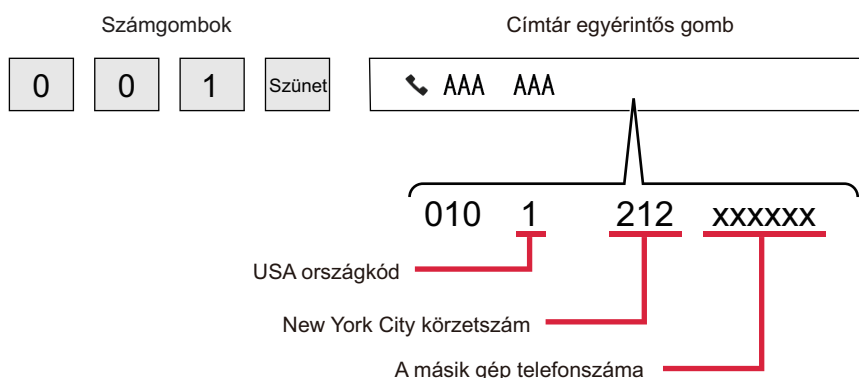 Számgombok Címtár egyérintős gomb
0 0 1 Szünet AAA AAA
010 1 212 xxxxxx
USA országkód
New York City körzetszám
A másik gép telefonszáma